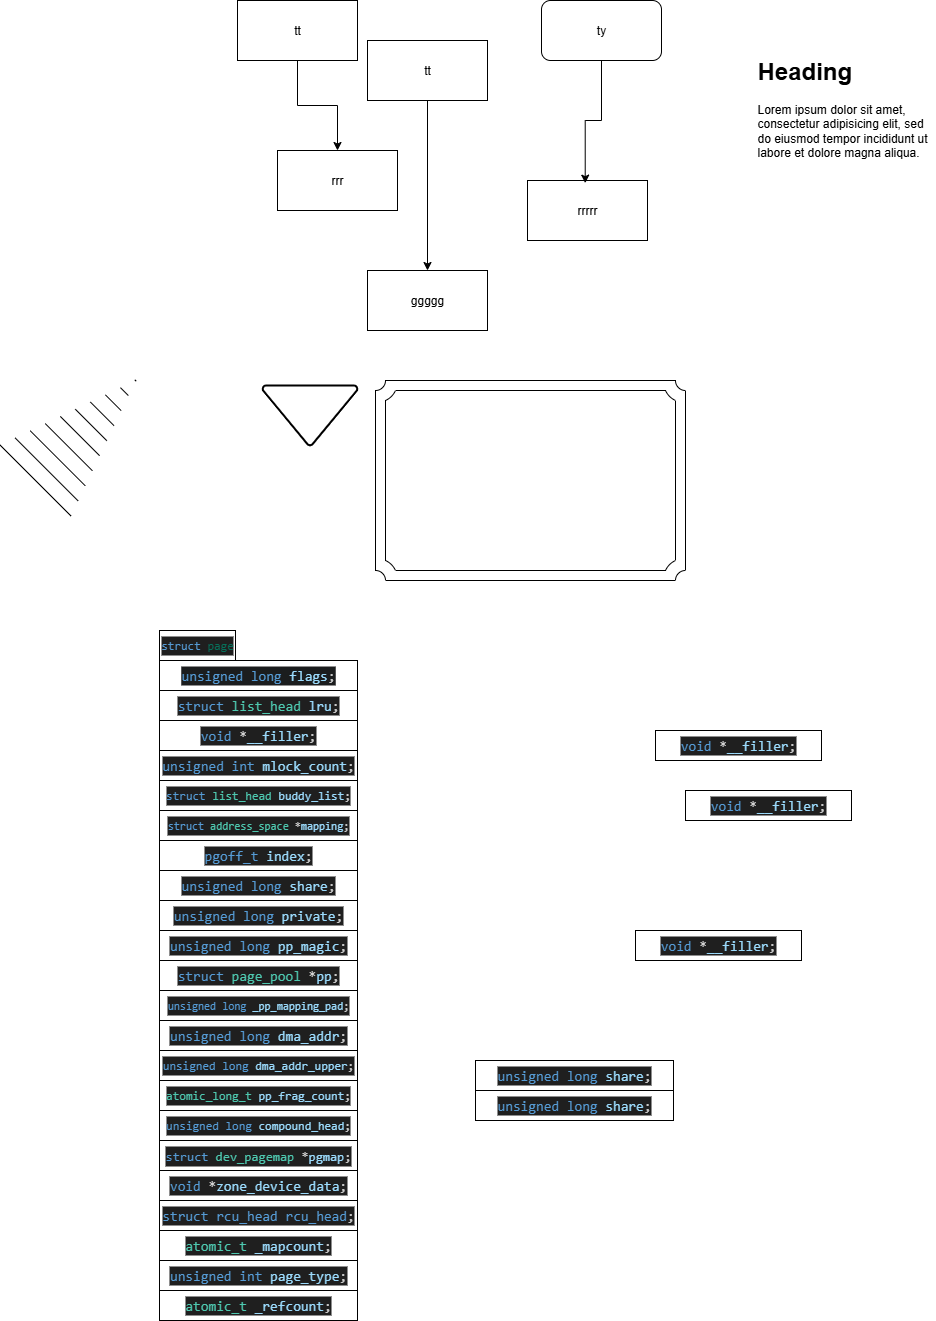 tt
tt
ty
Heading
Lorem ipsum dolor sit amet,
consectetur adipisicing elit, sed
do eiusmod tempor incididunt ut
labore et dolore magna aliqua.
rrr
rrrrr
ggggg
struct page
unsigned long flags;
struct list_head lru;
void *__filler;
unsigned int mlock_count;
struct list_head buddy_list;
struct address_space *mapping;
pgoff_t index;
unsigned long share;
unsigned long private;
unsigned long pp_magic;
struct page_pool *pp;
unsigned long _pp_mapping_pad;
unsigned long dma_addr;
unsigned long dma_addr_upper;
atomic_long_t pp_frag_count;
unsigned long compound_head;
struct dev_pagemap *pgmap;
void *zone_device_data;
struct rcu_head rcu_head;
atomic_t _mapcount;
unsigned int page_type;
atomic_t _refcount;
void *__filler;
void *__filler;
void *__filler;
unsigned long share;
unsigned long share;